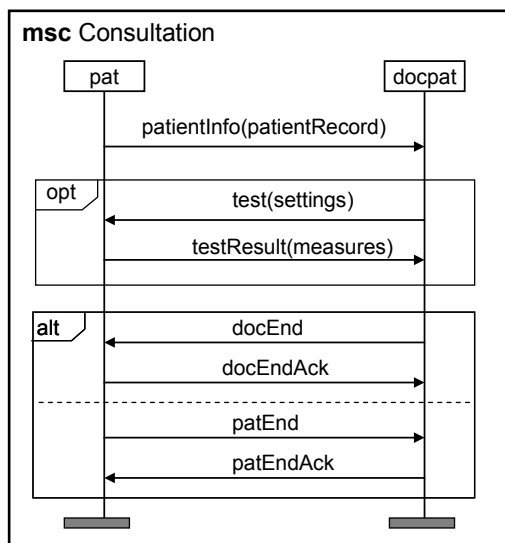 msc Consultation
pat docpat
patientInfo(patientRecord)
opt
test(settings)
testResult(measures)
alt
docEnd
docEndAck
patEnd
patEndAck